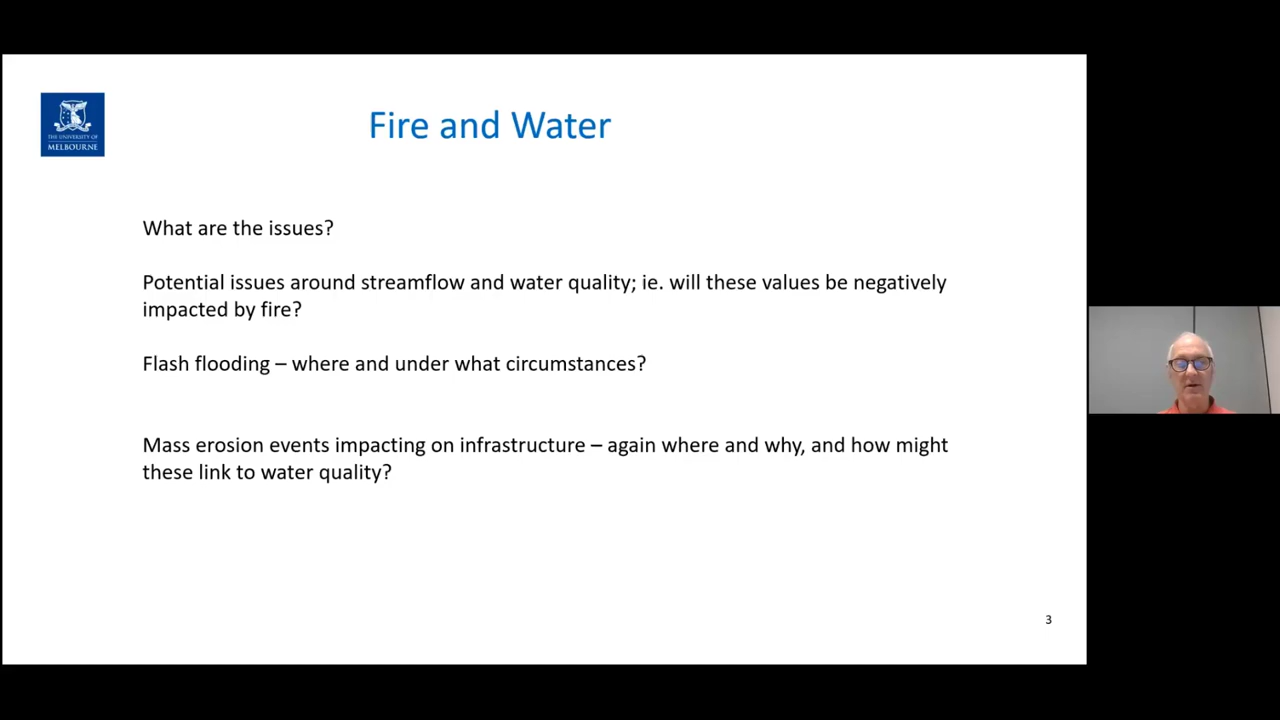 THE UNIVERSITY OF
MELBOURNE
Fire and Water
What are the issues?
Potential issues around streamflow and water quality; ie. will these values be negatively
impacted by fire?
Flash flooding – where and under what circumstances?
Mass erosion events impacting on infrastructure – again where and why, and how might
these link to water quality?
3